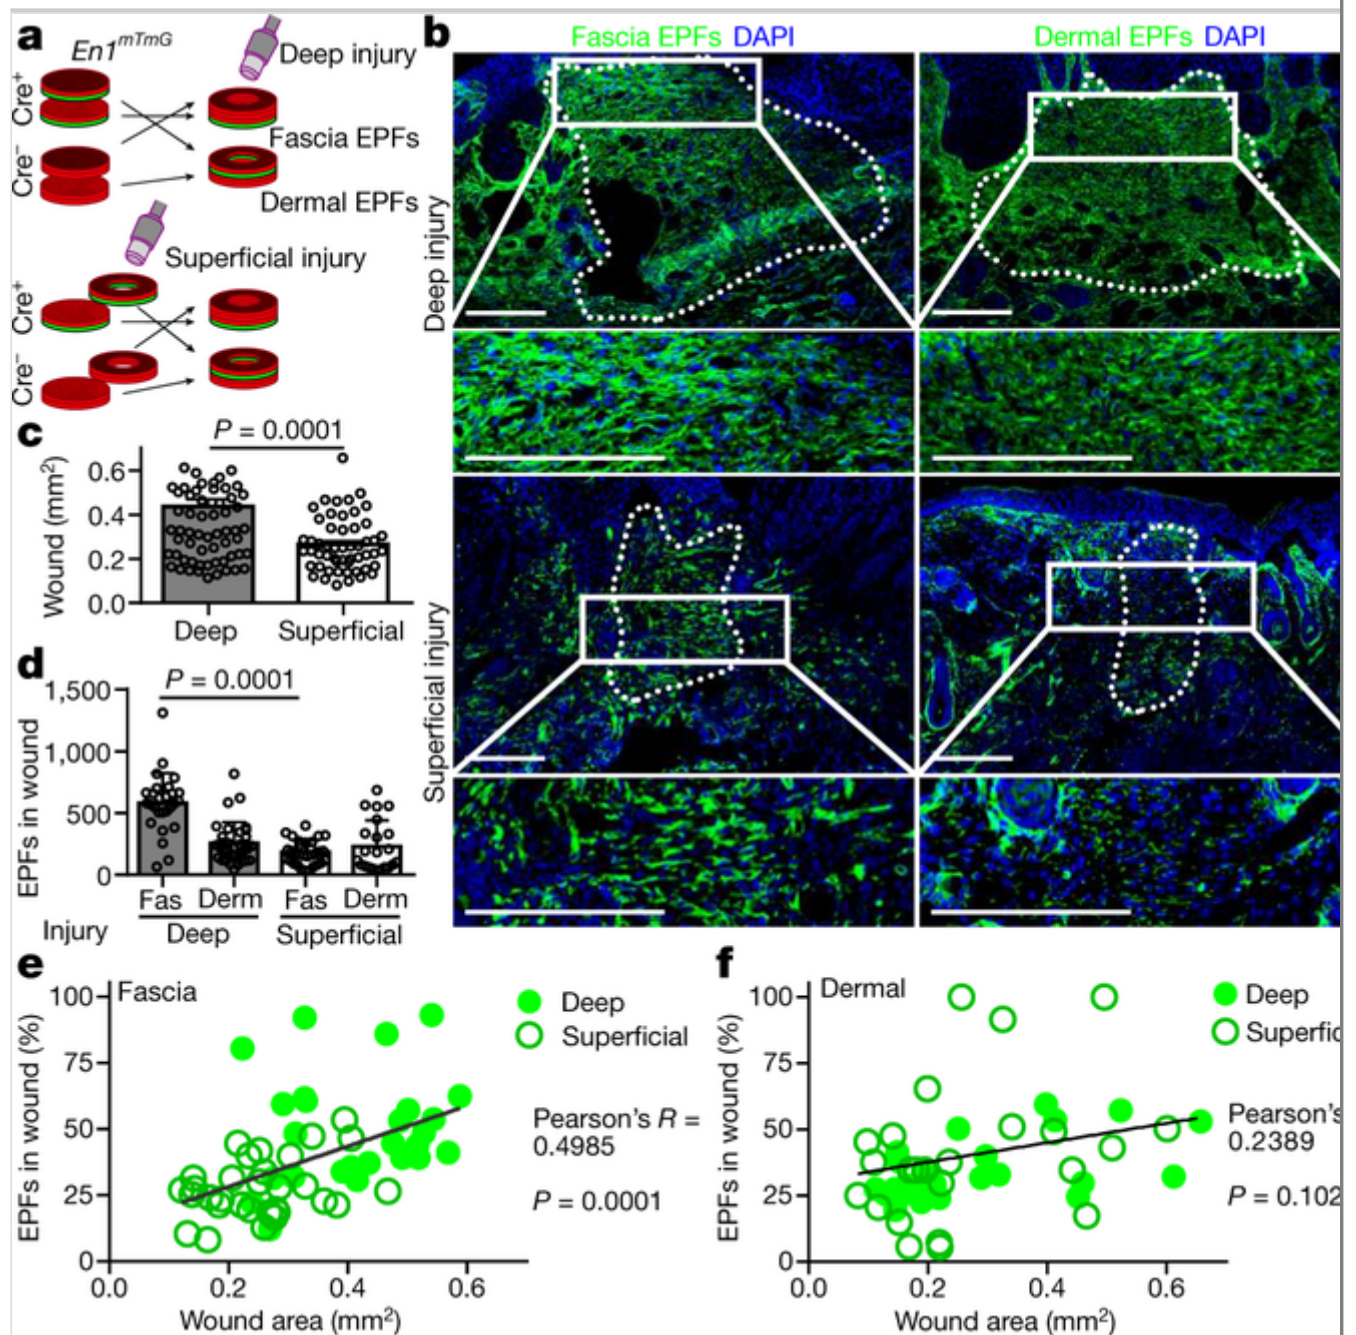 a
En1mTmG
Deep injury
Cre+
Fascia EPFs
Cre−
Dermal EPFs
Superficial injury
Cre+
Cre−
b
Fascia EPFs DAPI
Dermal EPFs DAPI
Deep injury
Superficial injury
c
P = 0.0001
Wound (mm2)
0.6
0.4
0.2
0.0
Deep
Superficial
d
P = 0.0001
EPFs in wound
1,500
1,000
500
0
Fas Derm Fas Derm
Injury Deep Superficial
e
Fascia
Deep
Superficial
EPFs in wound (%)
100
75
50
25
0
Pearson's R =
0.4985
P = 0.0001
0.0 0.2 0.4 0.6
Wound area (mm2)
f
Dermal
Deep
Superfic
EPFs in wound (%)
100
75
50
25
0
Pearson's
0.2389
P = 0.102
0.0 0.2 0.4 0.6
Wound area (mm2)